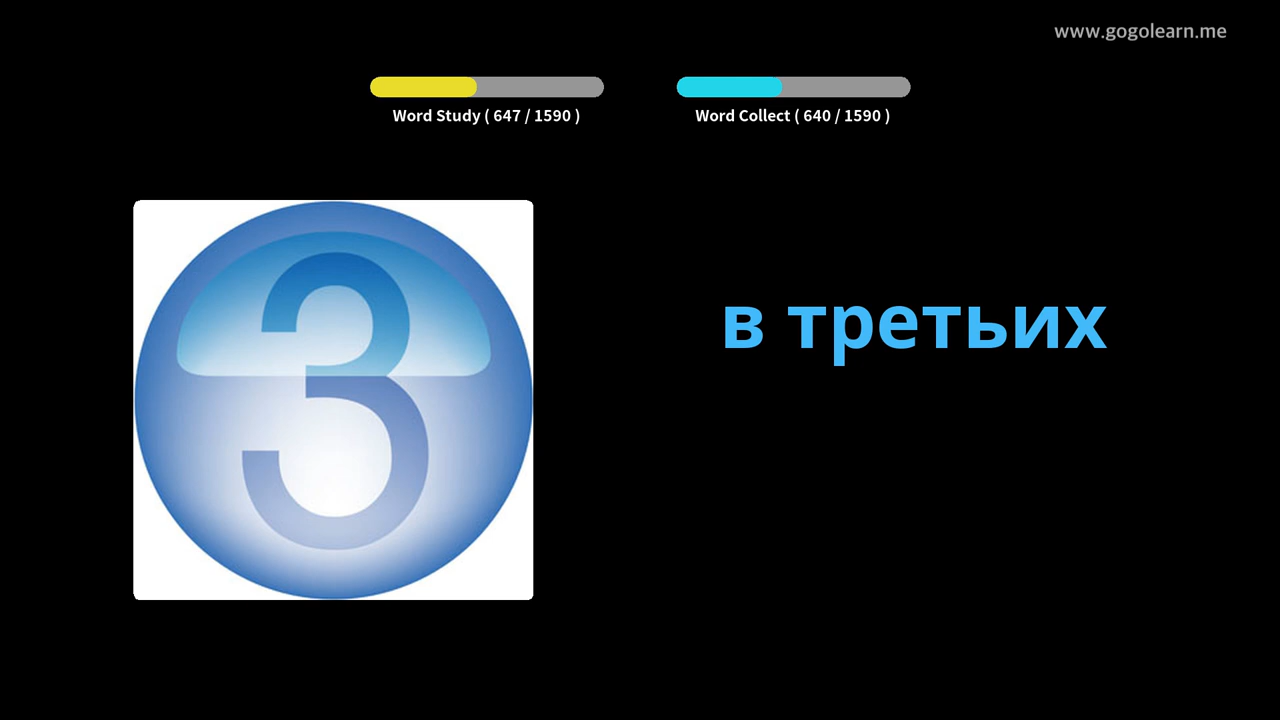 www.gogolearn.me
Word Study ( 647 / 1590 )
Word Collect ( 640 / 1590 )
3
в третьих